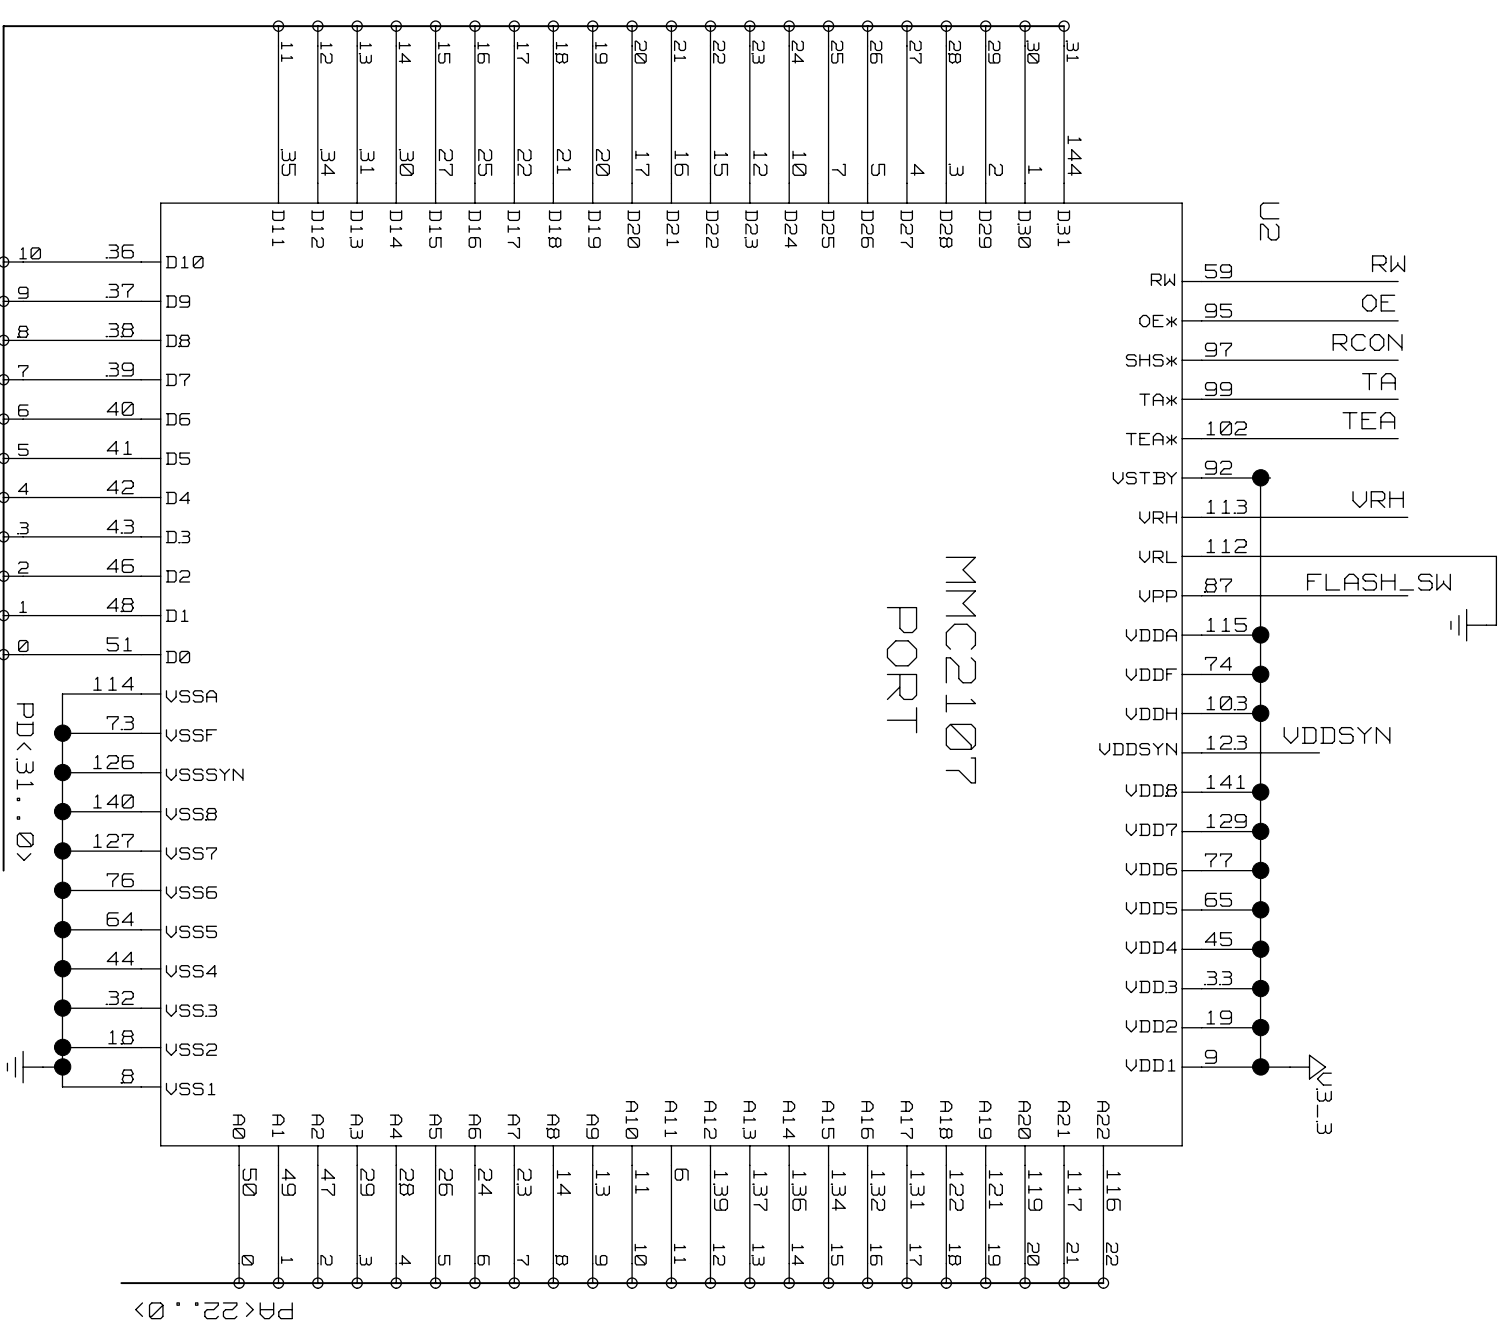 11 12 13 14 15 16 17 18 19 20 21 22 23 24 25 26 27 28 29 30 31
35 34 31 30 27 25 22 21 20 17 16 15 12 10 7 5 4 3 2 1 144
D11 D12 D13 D14 D15 D16 D17 D18 D19 D20 D21 D22 D23 D24 D25 D26 D27 D28 D29 D30 D31
U2
10 36 D10
9 37 D9
8 38 D8
7 39 D7
6 40 D6
5 41 D5
4 42 D4
3 43 D3
2 46 D2
1 48 D1
0 51 D0
114 VSSA
73 VSSF
126 VSSSYN
140 VSS8
127 VSS7
76 VSS6
64 VSS5
44 VSS4
32 VSS3
18 VSS2
8 VSS1
PD<31..0>
MMC2107
PORT
RW 59 RW
OE* 95 OE
SHS* 97 RCON
TA* 99 TA
TEA* 102 TEA
VSTBY 92
VRH 113 VRH
VRL 112
VPP 87 FLASH_SW
VDDA 115
VDDF 74
VDDH 103
VDDSYN 123 VDDSYN
VDD8 141
VDD7 129
VDD6 77
VDD5 65
VDD4 45
VDD3 33
VDD2 19
VDD1 9
V3_3
A0 A1 A2 A3 A4 A5 A6 A7 A8 A9 A10 A11 A12 A13 A14 A15 A16 A17 A18 A19 A20 A21 A22
50 49 47 29 28 26 24 23 14 13 11 6 139 137 136 134 132 131 122 121 119 117 116
0 1 2 3 4 5 6 7 8 9 10 11 12 13 14 15 16 17 18 19 20 21 22
PA<22..0>